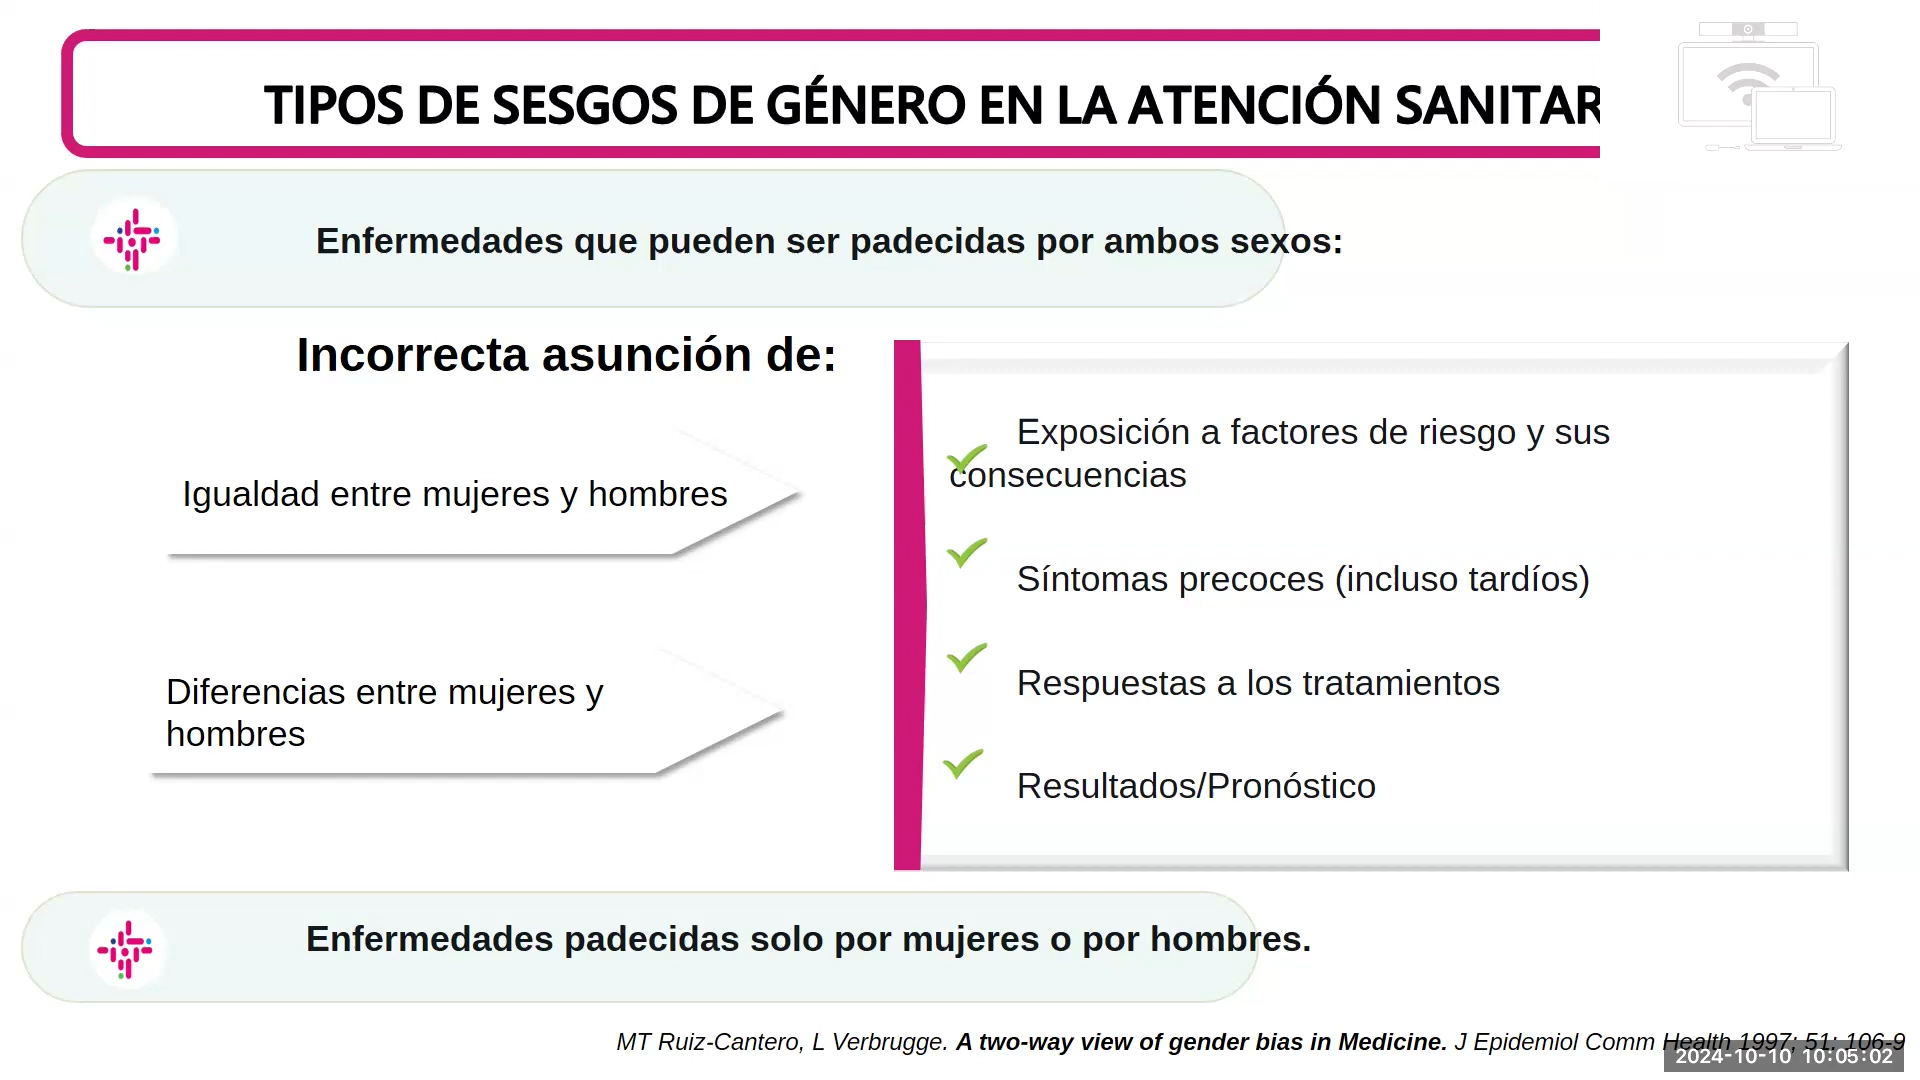 TIPOS DE SESGOS DE GÉNERO EN LA ATENCIÓN SANITAR
Enfermedades que pueden ser padecidas por ambos sexos:
Incorrecta asunción de:
Igualdad entre mujeres y hombres
Diferencias entre mujeres y
hombres
Exposición a factores de riesgo y sus
consecuencias
Síntomas precoces (incluso tardíos)
Respuestas a los tratamientos
Resultados/Pronóstico
Enfermedades padecidas solo por mujeres o por hombres.
MT Ruiz-Cantero, L Verbrugge. A two-way view of gender bias in Medicine. J Epidemiol Comm Health 1997; 51: 106-9
2024-10-10 10:05:02